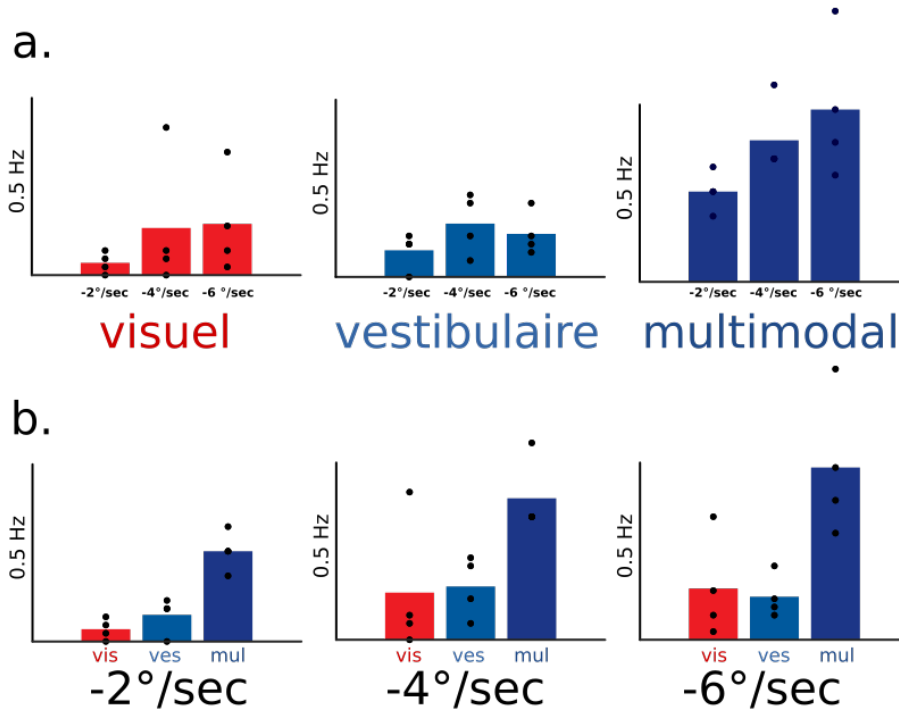 a.
0.5 Hz
-2°/sec -4°/sec -6 °/sec
visuel
0.5 Hz
-2°/sec -4°/sec -6 °/sec
vestibulaire
0.5 Hz
-2°/sec -4°/sec -6 °/sec
multimodal
b.
0.5 Hz
vis ves mul
-2°/sec
0.5 Hz
vis ves mul
-4°/sec
0.5 Hz
vis ves mul
-6°/sec